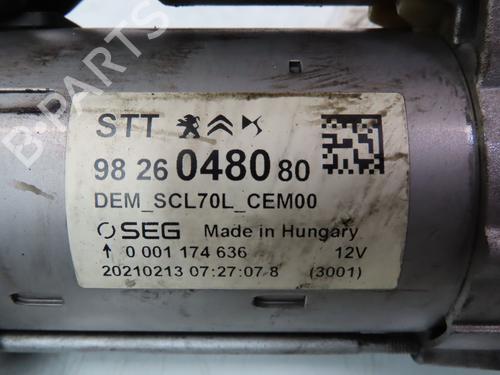 STT
98 26 0480 80
DEM_SCL70L_CEM00
SEG Made in Hungary
↑ 0 001 174 636 12V
20210213 07:27:07 8 (3001)
B-PARTS